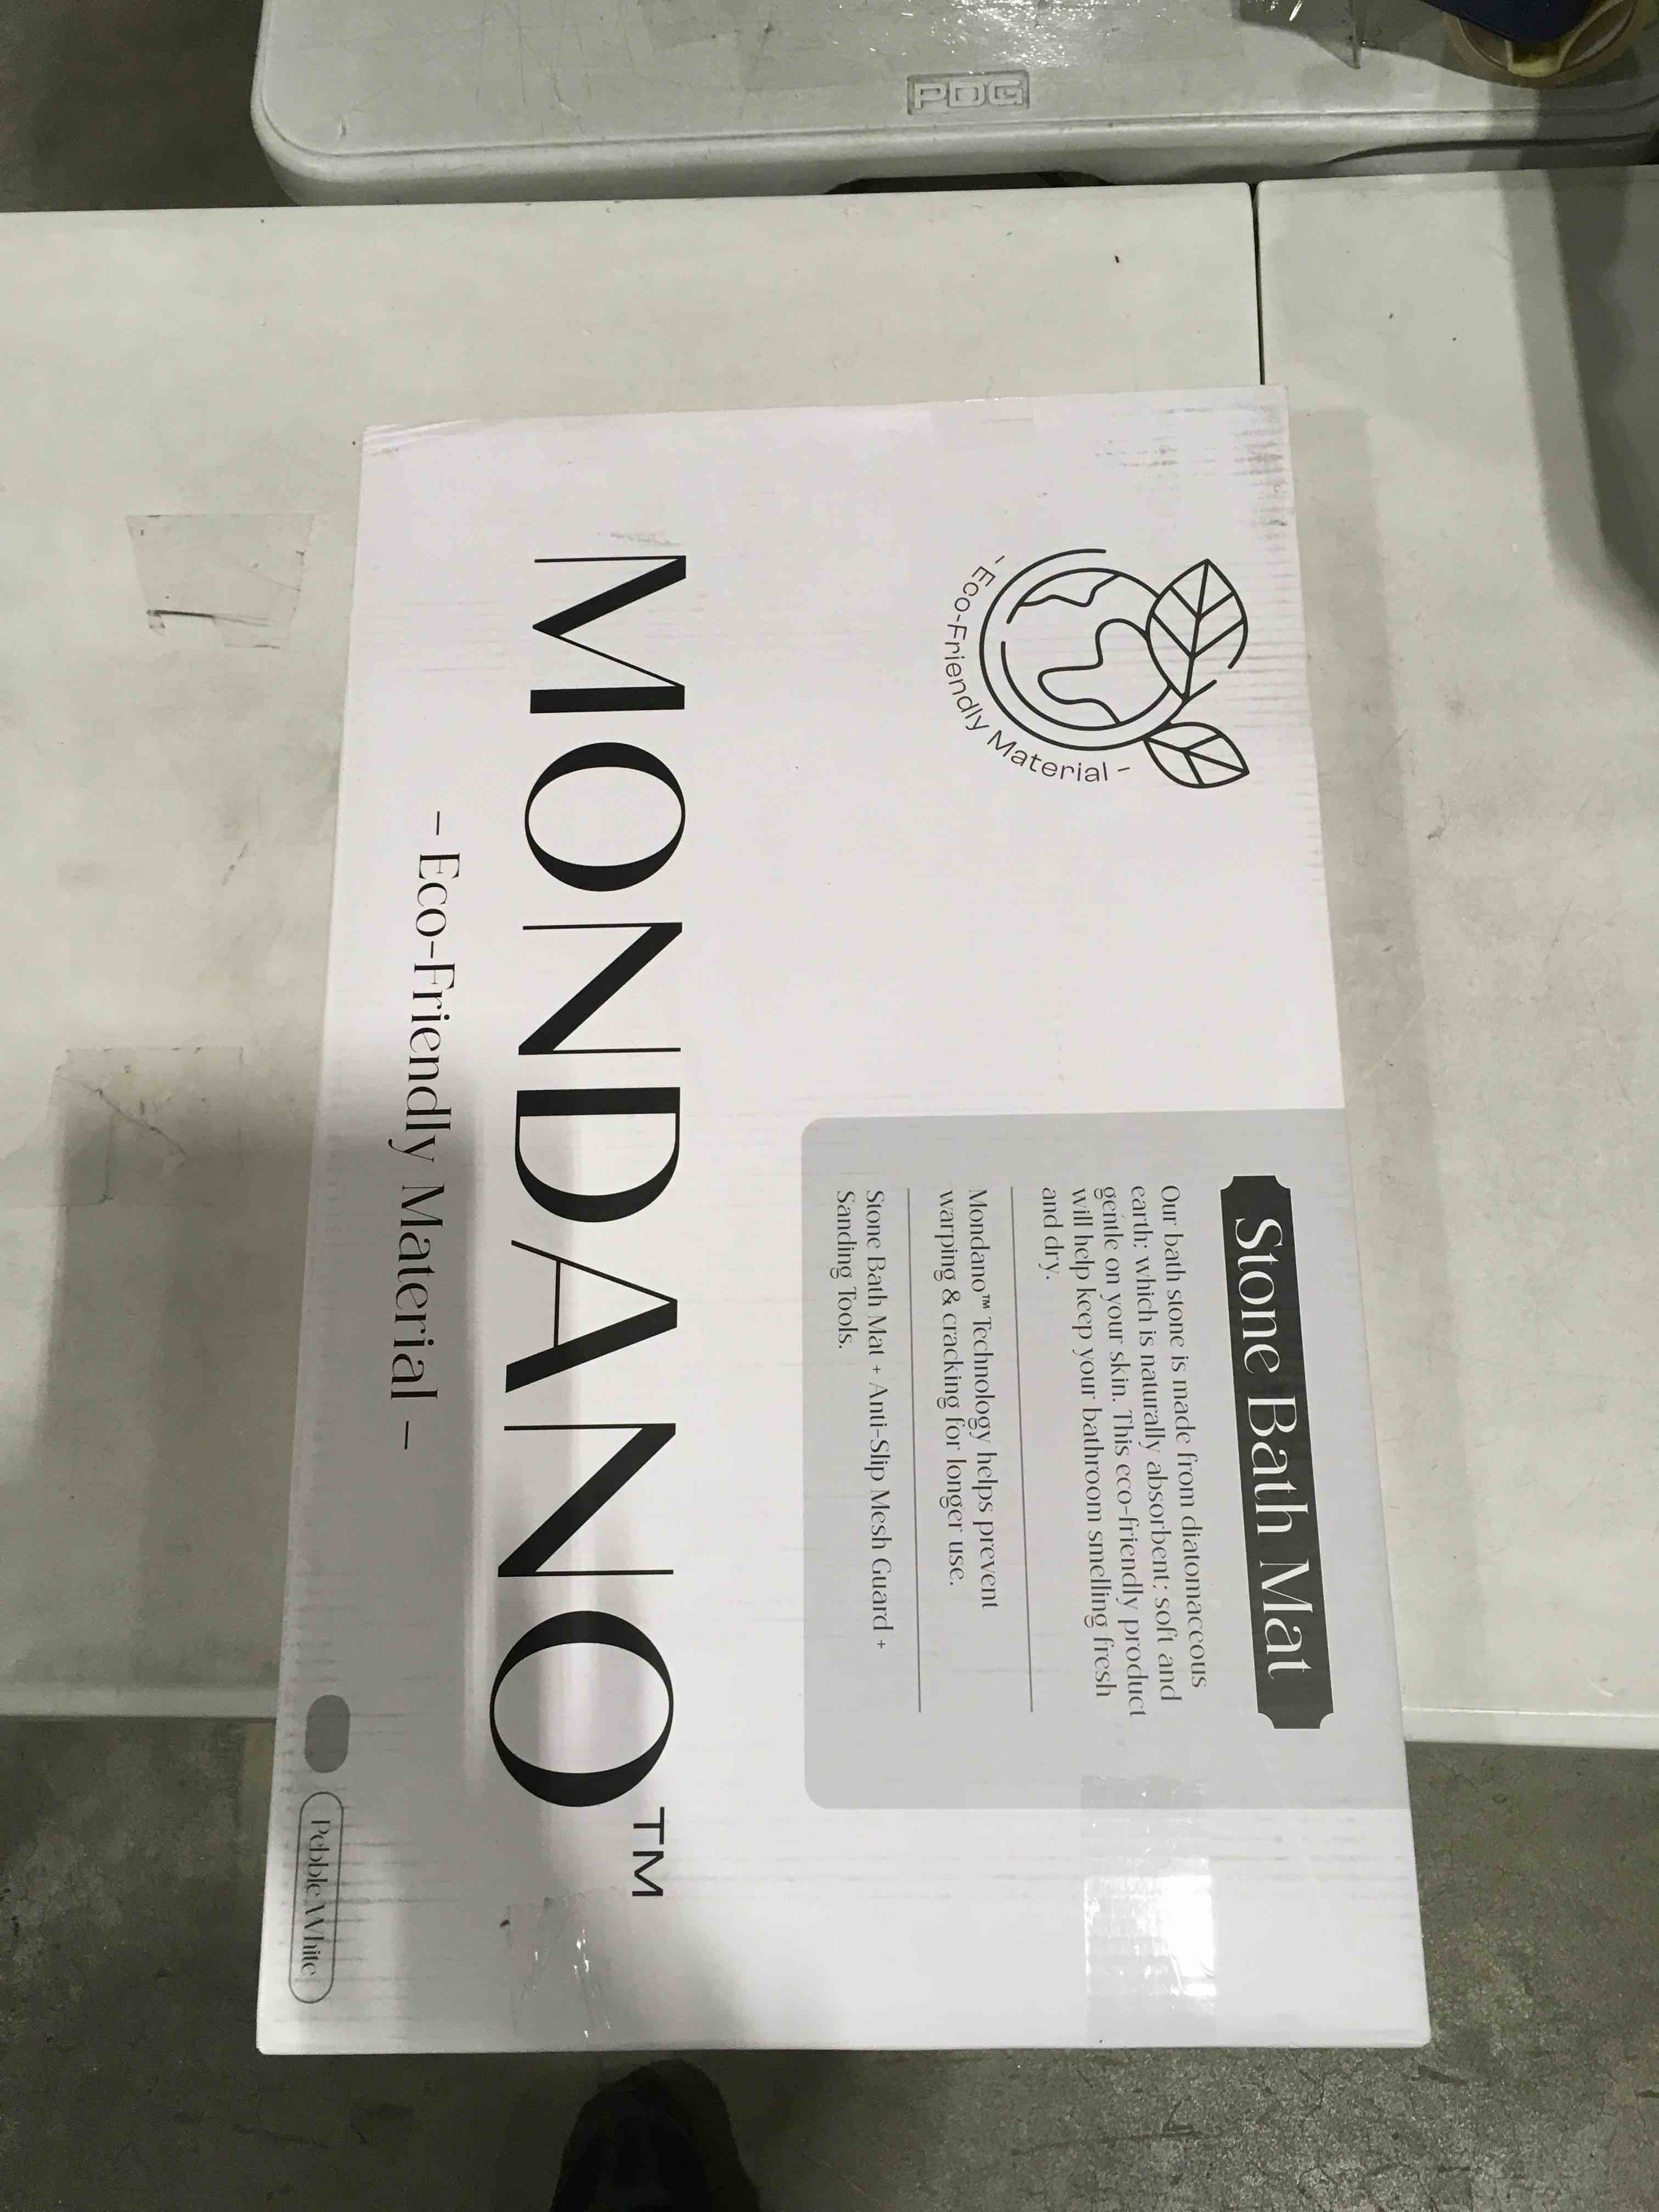 PDG
- Eco-Friendly Material -
Stone Bath Mat
Our bath stone is made from diatomaceous
earth; which is naturally absorbent; soft and
gentle on your skin. This eco-friendly product
will help keep your bathroom smelling fresh
and dry.
Mondano™ Technology helps prevent
warping & cracking for longer use.
Stone Bath Mat + Anti-Slip Mesh Guard +
Sanding Tools.
MONDANO™
– Eco-Friendly Material –
Pebble White